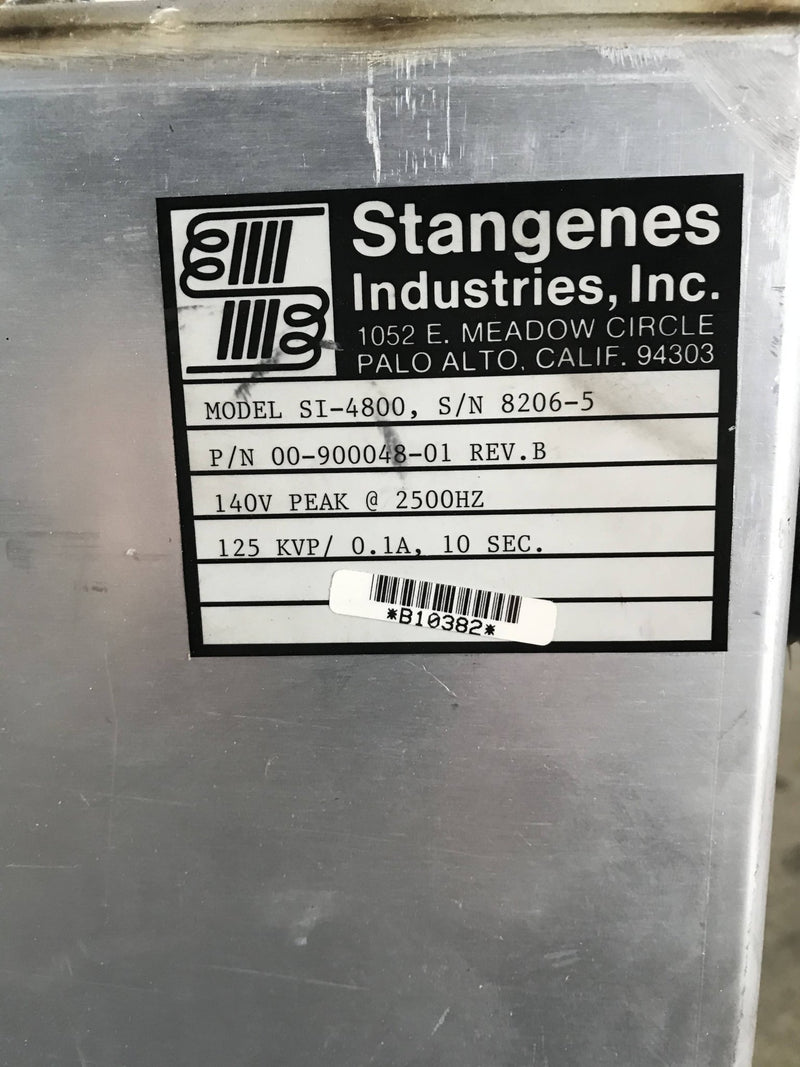 Stangenes
Industries, Inc.
1052 E. MEADOW CIRCLE
PALO ALTO, CALIF. 94303
MODEL SI-4800, S/N 8206-5
P/N 00-900048-01 REV.B
140V PEAK @ 2500HZ
125 KVP/ 0.1A, 10 SEC.
*B10382*